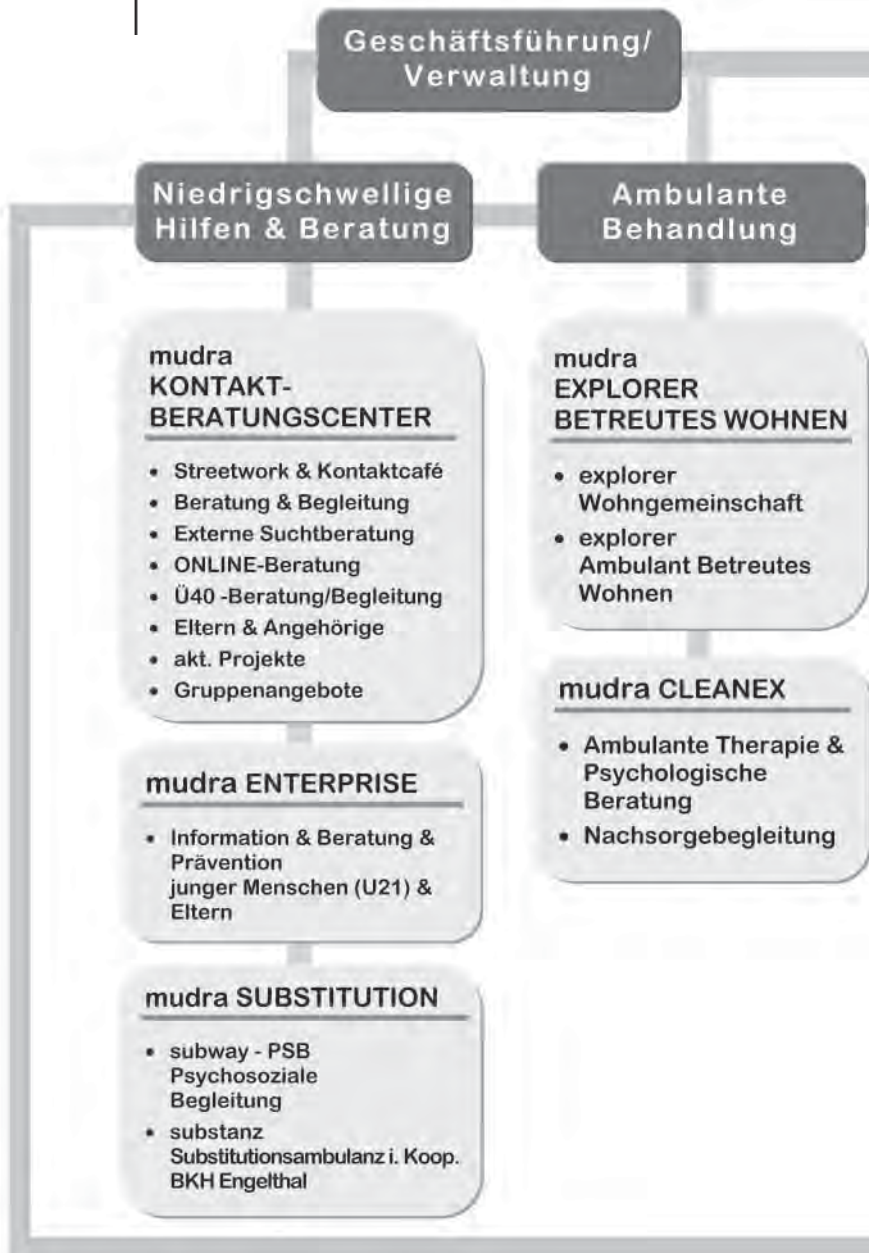 Geschäftsführung/
Verwaltung
Niedrigschwellige
Hilfen & Beratung
mudra
KONTAKT-
BERATUNGSCENTER
• Streetwork & Kontaktcafé
• Beratung & Begleitung
• Externe Suchtberatung
• ONLINE-Beratung
• Ü40 -Beratung/Begleitung
• Eltern & Angehörige
• akt. Projekte
• Gruppenangebote
mudra ENTERPRISE
• Information & Beratung &
Prävention
junger Menschen (U21) &
Eltern
mudra SUBSTITUTION
• subway - PSB
Psychosoziale
Begleitung
• substanz
Substitutionsambulanz i. Koop.
BKH Engelthal
Ambulante
Behandlung
mudra
EXPLORER
BETREUTES WOHNEN
• explorer
Wohngemeinschaft
• explorer
Ambulant Betreutes
Wohnen
mudra CLEANEX
• Ambulante Therapie &
Psychologische
Beratung
• Nachsorgebegleitung